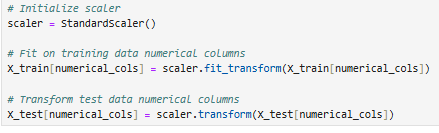 # Initialize scaler
scaler = StandardScaler()
# Fit on training data numerical columns
X_train[numerical_cols] = scaler.fit_transform(X_train[numerical_cols])
# Transform test data numerical columns
X_test[numerical_cols] = scaler.transform(X_test[numerical_cols])